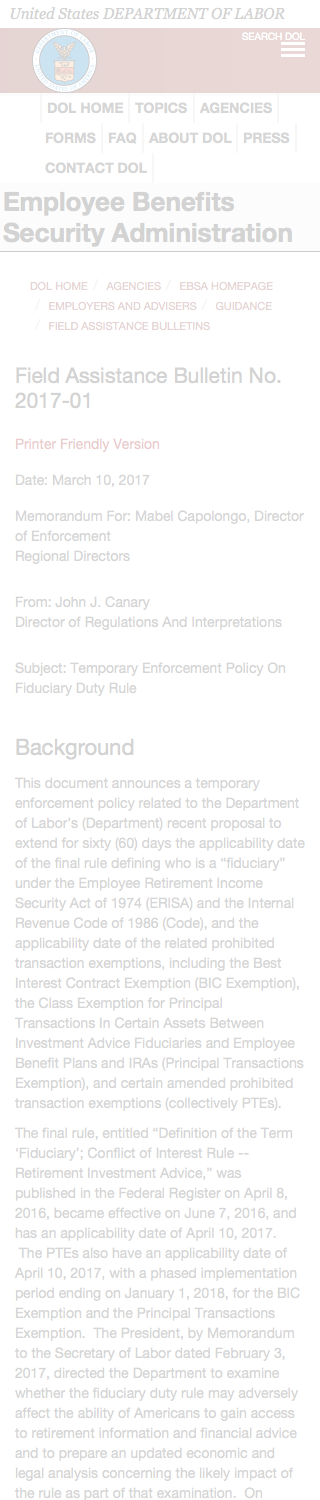 United States DEPARTMENT OF LABOR
SEARCH DOL
DOL HOME TOPICS AGENCIES
FORMS FAQ ABOUT DOL PRESS
CONTACT DOL
Employee Benefits
Security Administration
DOL HOME / AGENCIES / EBSA HOMEPAGE
/ EMPLOYERS AND ADVISERS / GUIDANCE
/ FIELD ASSISTANCE BULLETINS
Field Assistance Bulletin No.
2017-01
Printer Friendly Version
Date: March 10, 2017
Memorandum For: Mabel Capolongo, Director
of Enforcement
Regional Directors
From: John J. Canary
Director of Regulations And Interpretations
Subject: Temporary Enforcement Policy On
Fiduciary Duty Rule
Background
This document announces a temporary
enforcement policy related to the Department
of Labor's (Department) recent proposal to
extend for sixty (60) days the applicability date
of the final rule defining who is a "fiduciary"
under the Employee Retirement Income
Security Act of 1974 (ERISA) and the Internal
Revenue Code of 1986 (Code), and the
applicability date of the related prohibited
transaction exemptions, including the Best
Interest Contract Exemption (BIC Exemption),
the Class Exemption for Principal
Transactions In Certain Assets Between
Investment Advice Fiduciaries and Employee
Benefit Plans and IRAs (Principal Transactions
Exemption), and certain amended prohibited
transaction exemptions (collectively PTEs).
The final rule, entitled "Definition of the Term
‘Fiduciary’; Conflict of Interest Rule --
Retirement Investment Advice," was
published in the Federal Register on April 8,
2016, became effective on June 7, 2016, and
has an applicability date of April 10, 2017.
The PTEs also have an applicability date of
April 10, 2017, with a phased implementation
period ending on January 1, 2018, for the BIC
Exemption and the Principal Transactions
Exemption. The President, by Memorandum
to the Secretary of Labor dated February 3,
2017, directed the Department to examine
whether the fiduciary duty rule may adversely
affect the ability of Americans to gain access
to retirement information and financial advice
and to prepare an updated economic and
legal analysis concerning the likely impact of
the rule as part of that examination. On